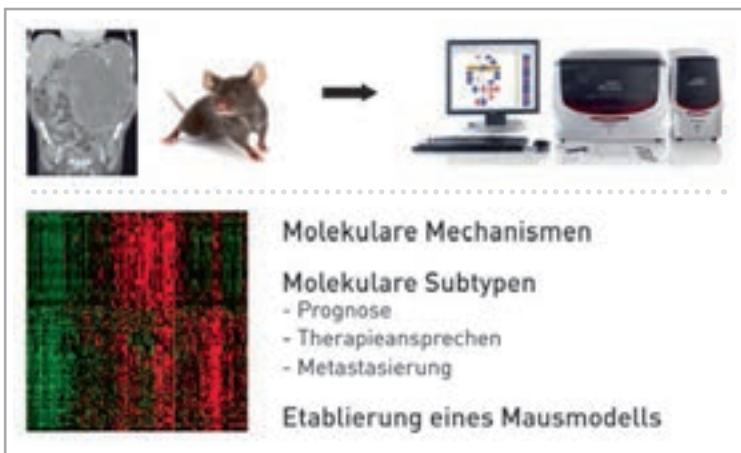 Molekulare Mechanismen
Molekulare Subtypen
- Prognose
- Therapieansprechen
- Metastasierung
Etablierung eines Mausmodells